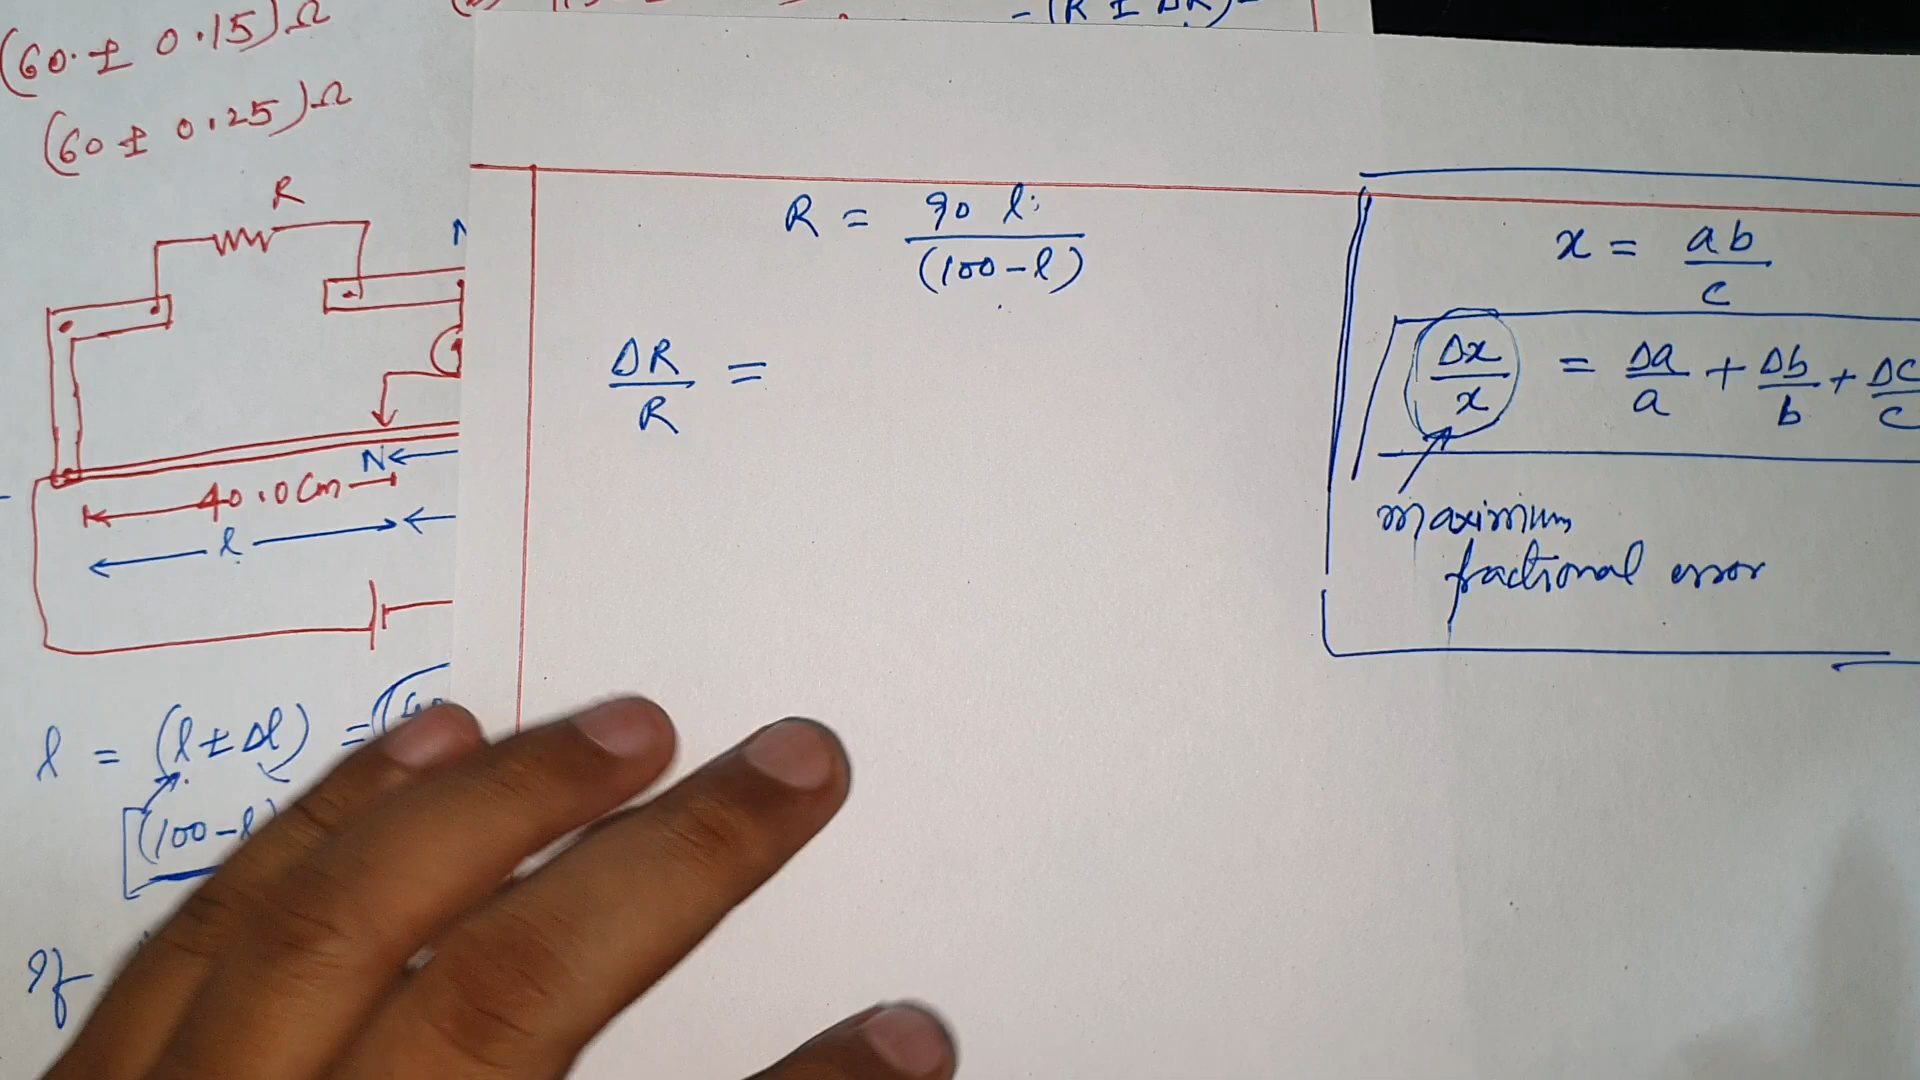 (60 ± 0.15)Ω
(60 ± 0.25)Ω
R
N
40.0 Cm
l
l = (l ± Δl) =
(100-l)
If
R = 90 l / (100-l)
ΔR/R =
x = ab/c
Δx/x = Δa/a + Δb/b + Δc/c
maximum
fractional error